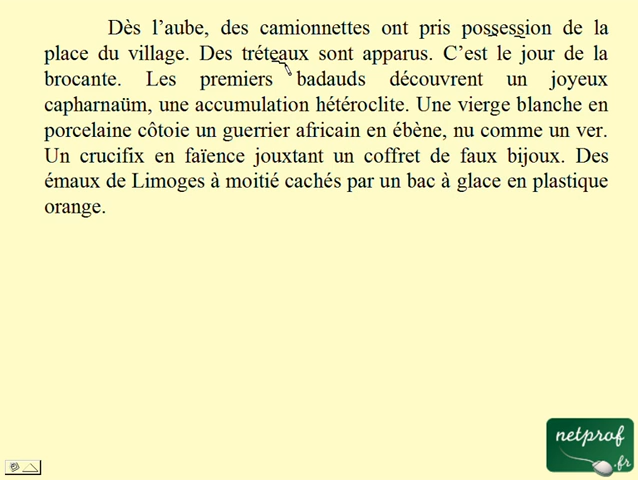 Dès l’aube, des camionnettes ont pris possession de la
place du village. Des tréteaux sont apparus. C’est le jour de la
brocante. Les premiers badauds découvrent un joyeux
capharnaüm, une accumulation hétéroclite. Une vierge blanche en
porcelaine côtoie un guerrier africain en ébène, nu comme un ver.
Un crucifix en faïence jouxtant un coffret de faux bijoux. Des
émaux de Limoges à moitié cachés par un bac à glace en plastique
orange.
netprof
.fr